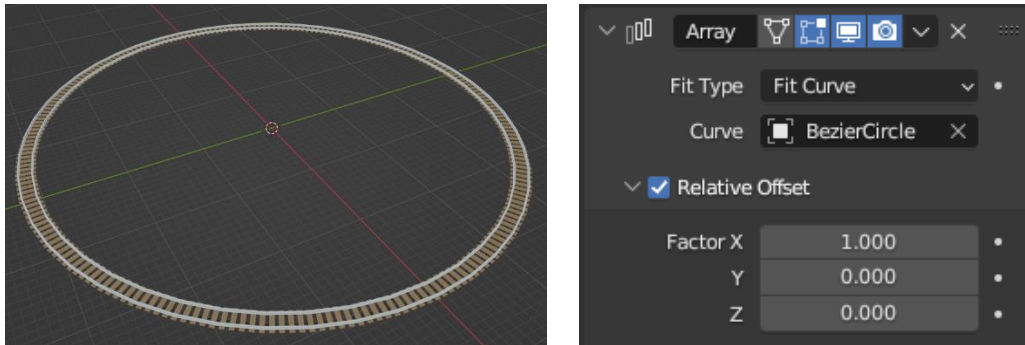 Array
Fit Type Fit Curve
Curve BezierCircle
Relative Offset
Factor X 1.000
Y 0.000
Z 0.000